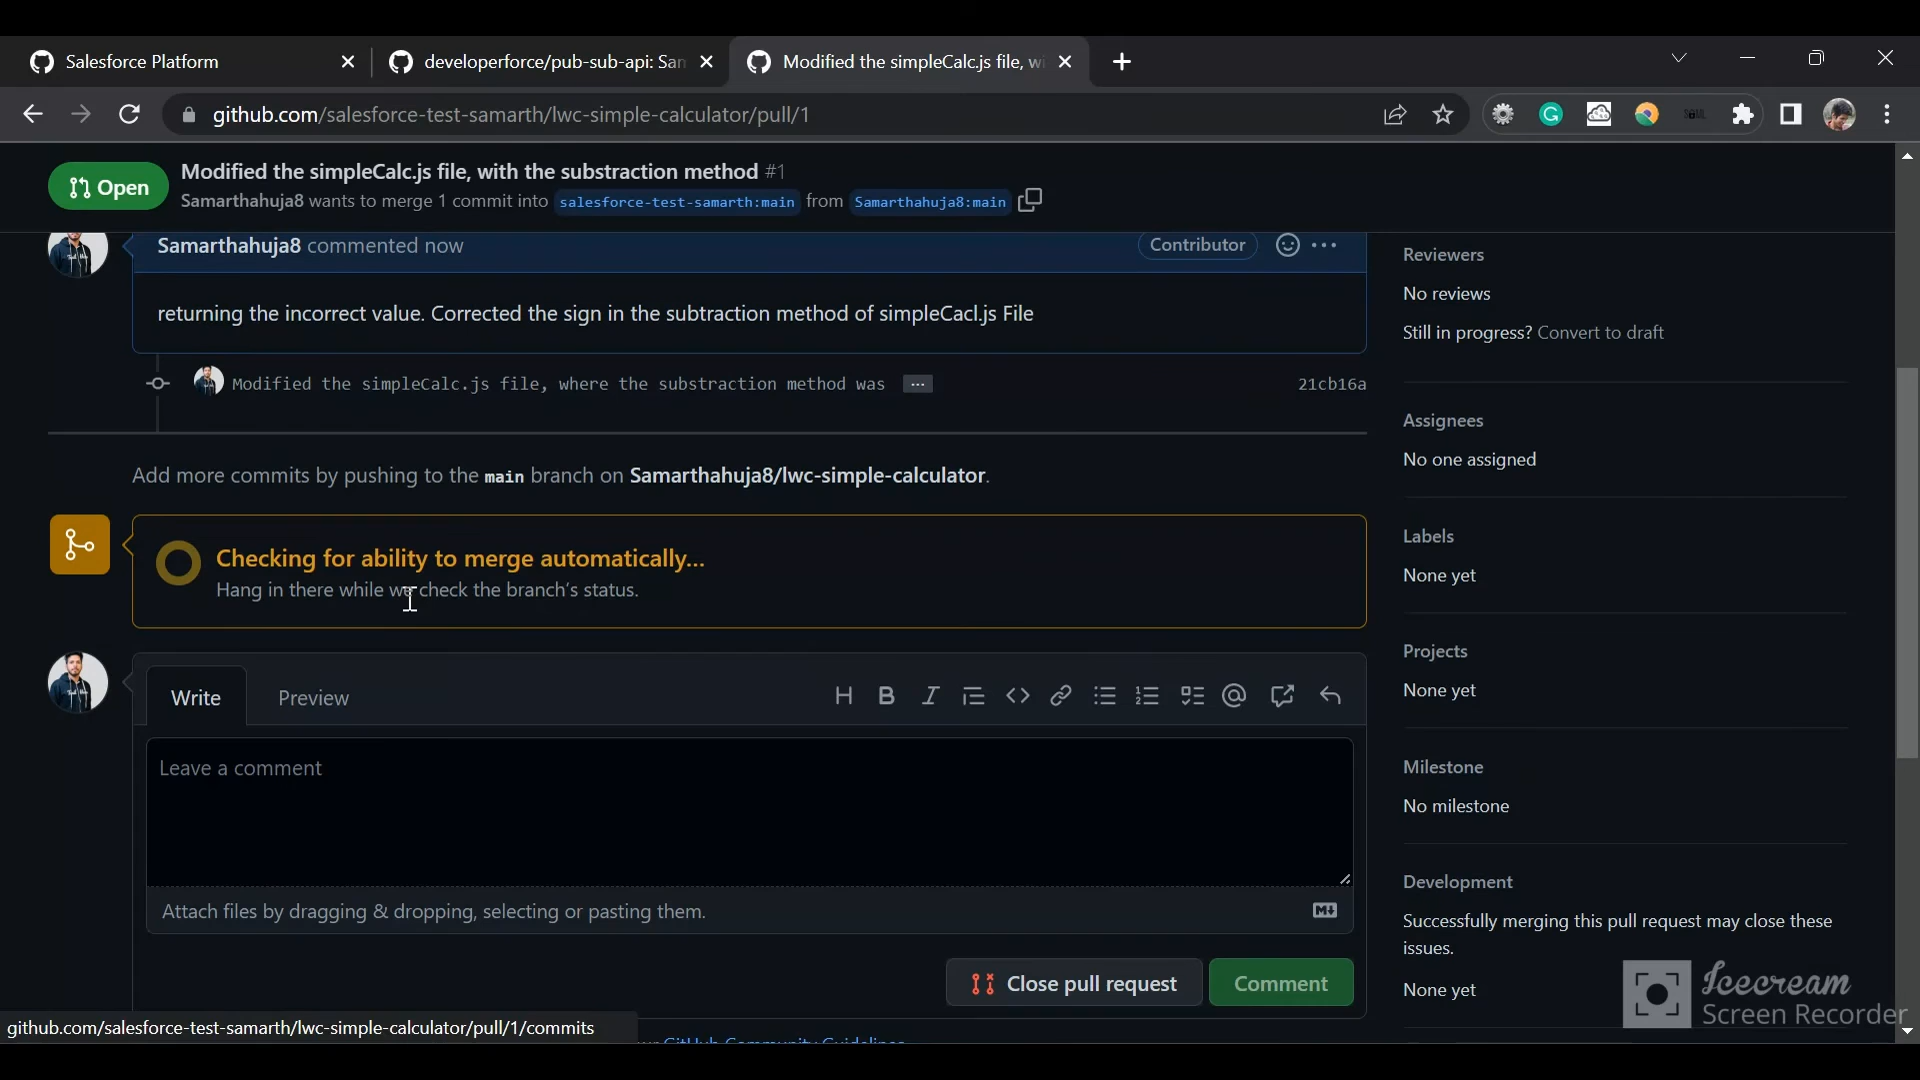 Salesforce Platform
developerforce/pub-sub-api: San
Modified the simpleCalc.js file, wi
github.com/salesforce-test-samarth/lwc-simple-calculator/pull/1
Open
Modified the simpleCalc.js file, with the substraction method #1
Samarthahuja8 wants to merge 1 commit into salesforce-test-samarth:main from Samarthahuja8:main
Samarthahuja8 commented now
Contributor
returning the incorrect value. Corrected the sign in the subtraction method of simpleCacl.js File
Modified the simpleCalc.js file, where the substraction method was ...
21cb16a
Add more commits by pushing to the main branch on Samarthahuja8/lwc-simple-calculator.
Checking for ability to merge automatically...
Hang in there while we check the branch's status.
Write
Preview
Leave a comment
Attach files by dragging & dropping, selecting or pasting them.
Close pull request
Comment
Reviewers
No reviews
Still in progress? Convert to draft
Assignees
No one assigned
Labels
None yet
Projects
None yet
Milestone
No milestone
Development
Successfully merging this pull request may close these
issues.
None yet
github.com/salesforce-test-samarth/lwc-simple-calculator/pull/1/commits
GitHub Community Guidelines
Icecream
Screen Recorder